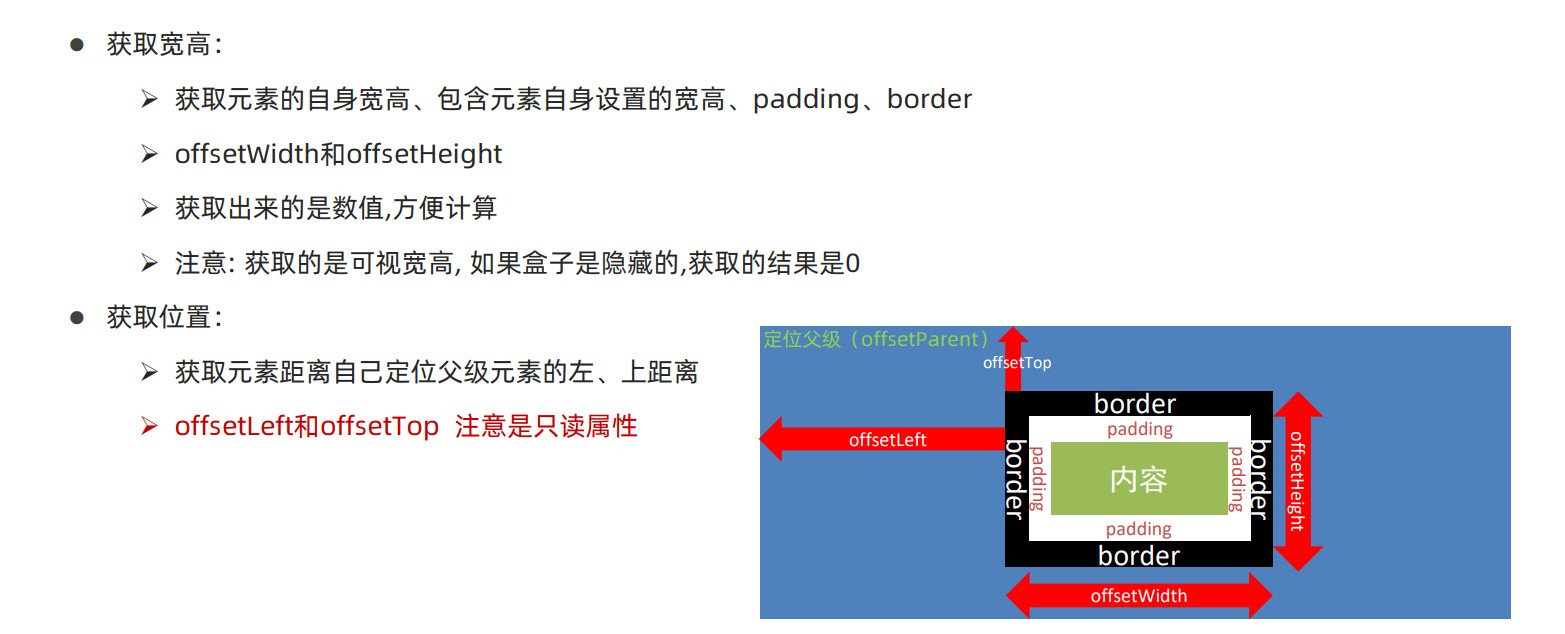 获取宽高：
获取元素的自身宽高、包含元素自身设置的宽高、padding、border
offsetWidth和offsetHeight
获取出来的是数值,方便计算
注意: 获取的是可视宽高, 如果盒子是隐藏的,获取的结果是0
获取位置：
获取元素距离自己定位父级元素的左、上距离
offsetLeft和offsetTop 注意是只读属性
定位父级（offsetParent）
offsetTop
offsetLeft
border
padding
border
padding
内容
padding
border
offsetHeight
padding
border
offsetWidth